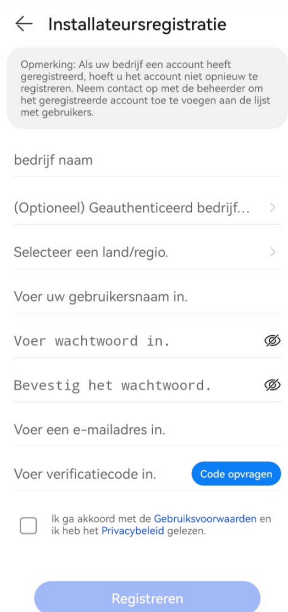 Installateursregistratie
Opmerking: Als uw bedrijf een account heeft
geregistreerd, hoeft u het account niet opnieuw te
registreren. Neem contact op met de beheerder om
het geregistreerde account toe te voegen aan de lijst
met gebruikers.
bedrijf naam
(Optioneel) Geauthenticeerd bedrijf...
Selecteer een land/regio.
Voer uw gebruikersnaam in.
Voer wachtwoord in.
Bevestig het wachtwoord.
Voer een e-mailadres in.
Voer verificatiecode in. Code opvragen
Ik ga akkoord met de Gebruiksvoorwaarden en
ik heb het Privacybeleid gelezen.
Registreren